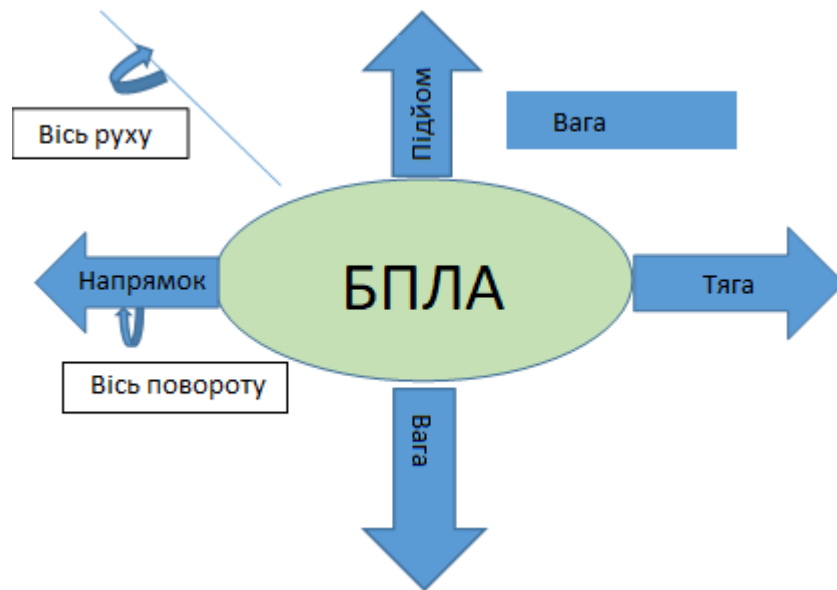 Підйом
Вага
Вісь руху
Напрямок
БПЛА
Тяга
Вісь повороту
Вага